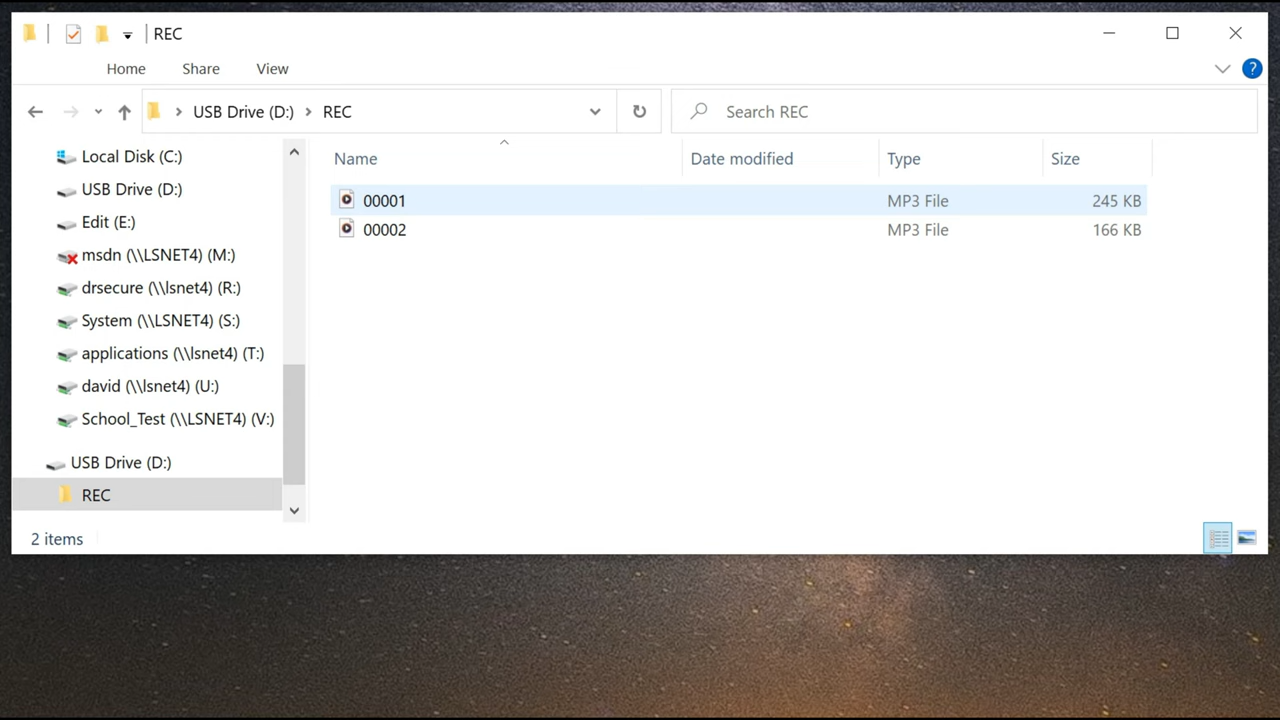 REC
Home Share View
?
USB Drive (D:) REC
Search REC
Local Disk (C:)
USB Drive (D:)
Edit (E:)
msdn (\\LSNET4) (M:)
drsecure (\\lsnet4) (R:)
System (\\LSNET4) (S:)
applications (\\lsnet4) (T:)
david (\\lsnet4) (U:)
School_Test (\\LSNET4) (V:)
USB Drive (D:)
REC
Name Date modified Type Size
00001 MP3 File 245 KB
00002 MP3 File 166 KB
2 items